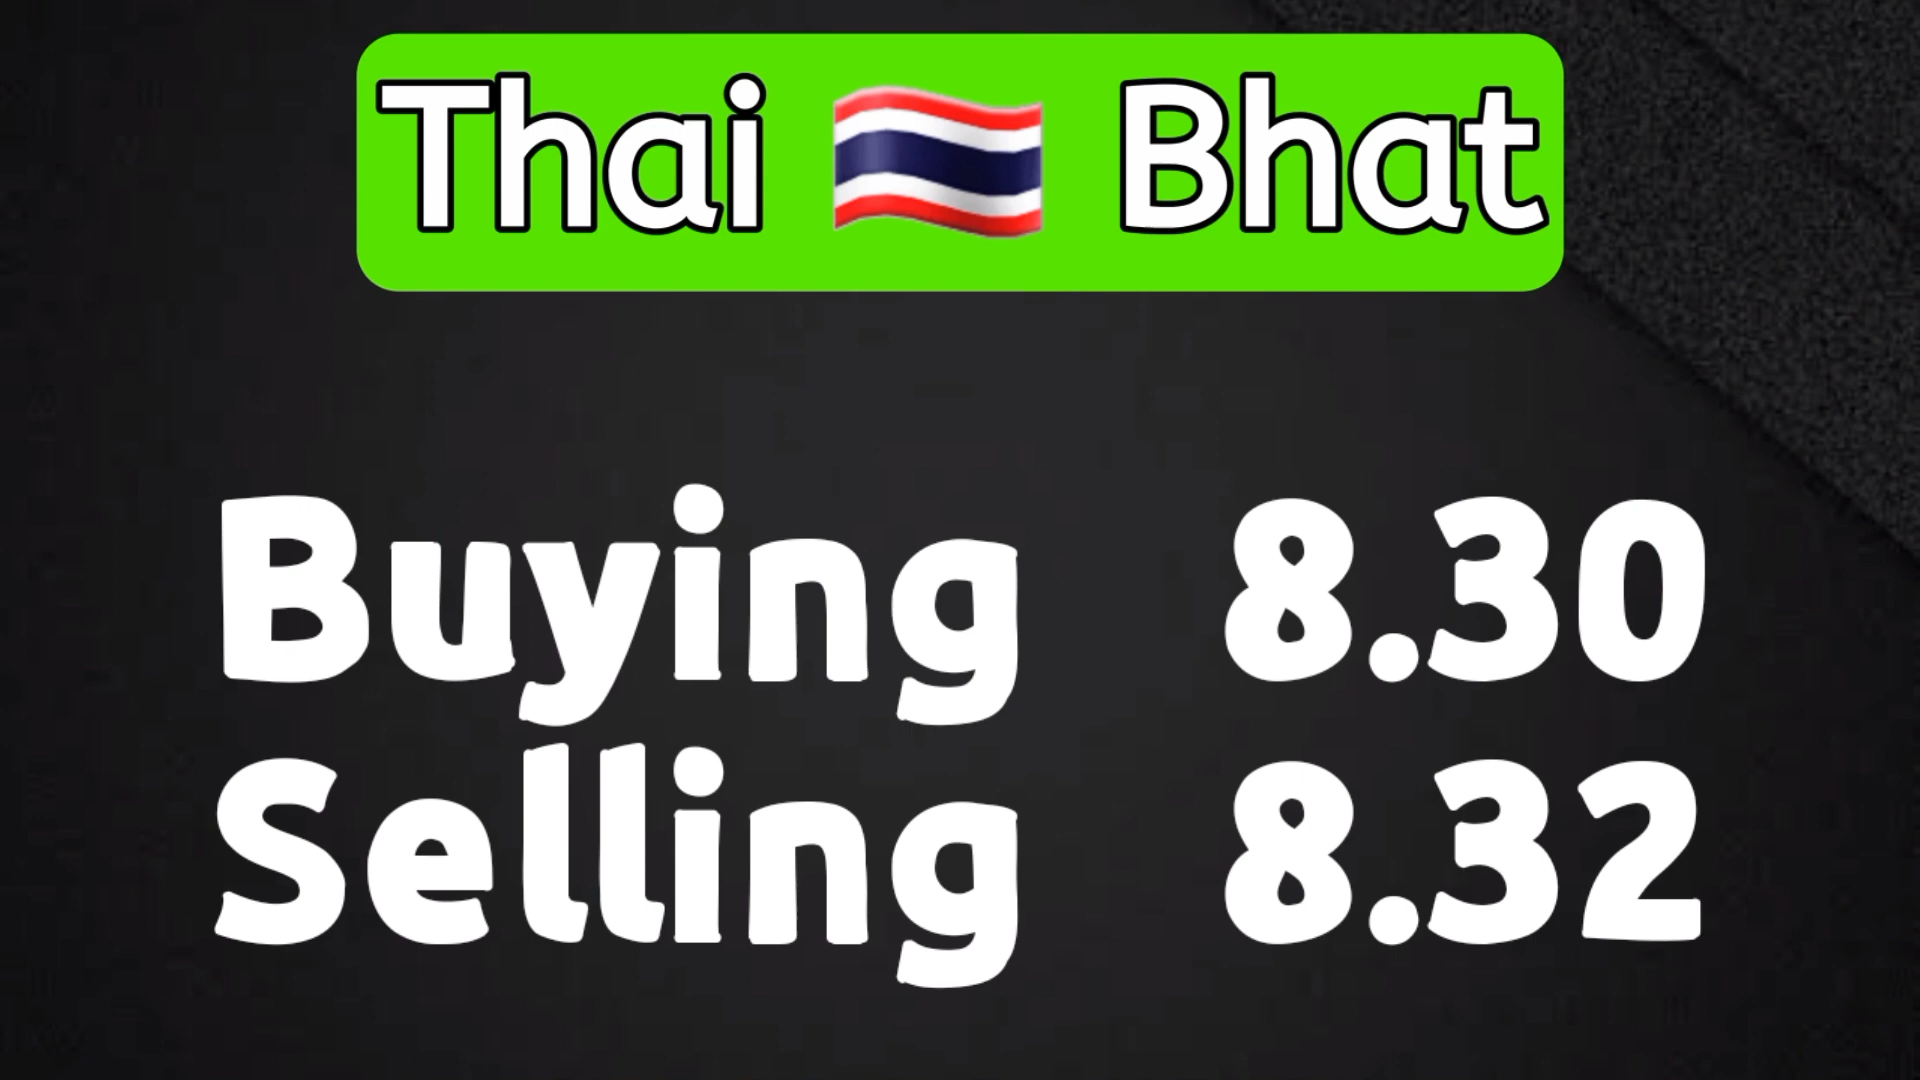 Thai 🇹🇭 Bhat
Buying 8.30
Selling 8.32